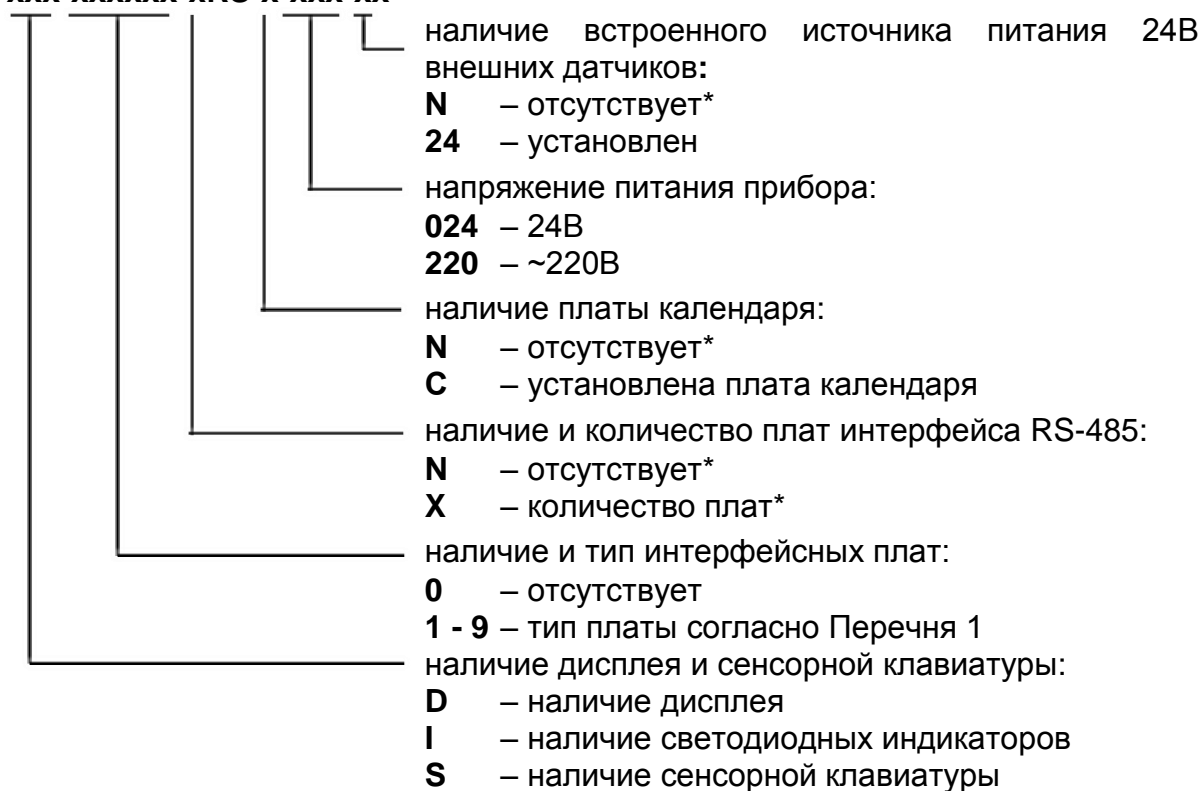 наличие встроенного источника питания 24В
внешних датчиков:
N – отсутствует*
24 – установлен
напряжение питания прибора:
024 – 24В
220 – ~220В
наличие платы календаря:
N – отсутствует*
C – установлена плата календаря
наличие и количество плат интерфейса RS-485:
N – отсутствует*
X – количество плат*
наличие и тип интерфейсных плат:
0 – отсутствует
1 - 9 – тип платы согласно Перечня 1
наличие дисплея и сенсорной клавиатуры:
D – наличие дисплея
I – наличие светодиодных индикаторов
S – наличие сенсорной клавиатуры